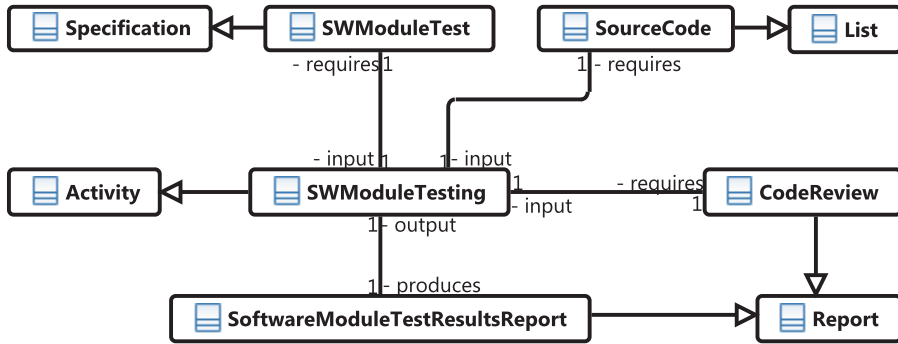 Specification
SWModuleTest
SourceCode
List
- requires 1
1 - requires
- input 1
1 - input
Activity
SWModuleTesting
1
- input
- requires
1
CodeReview
1 - output
1 - produces
SoftwareModuleTestResultsReport
Report